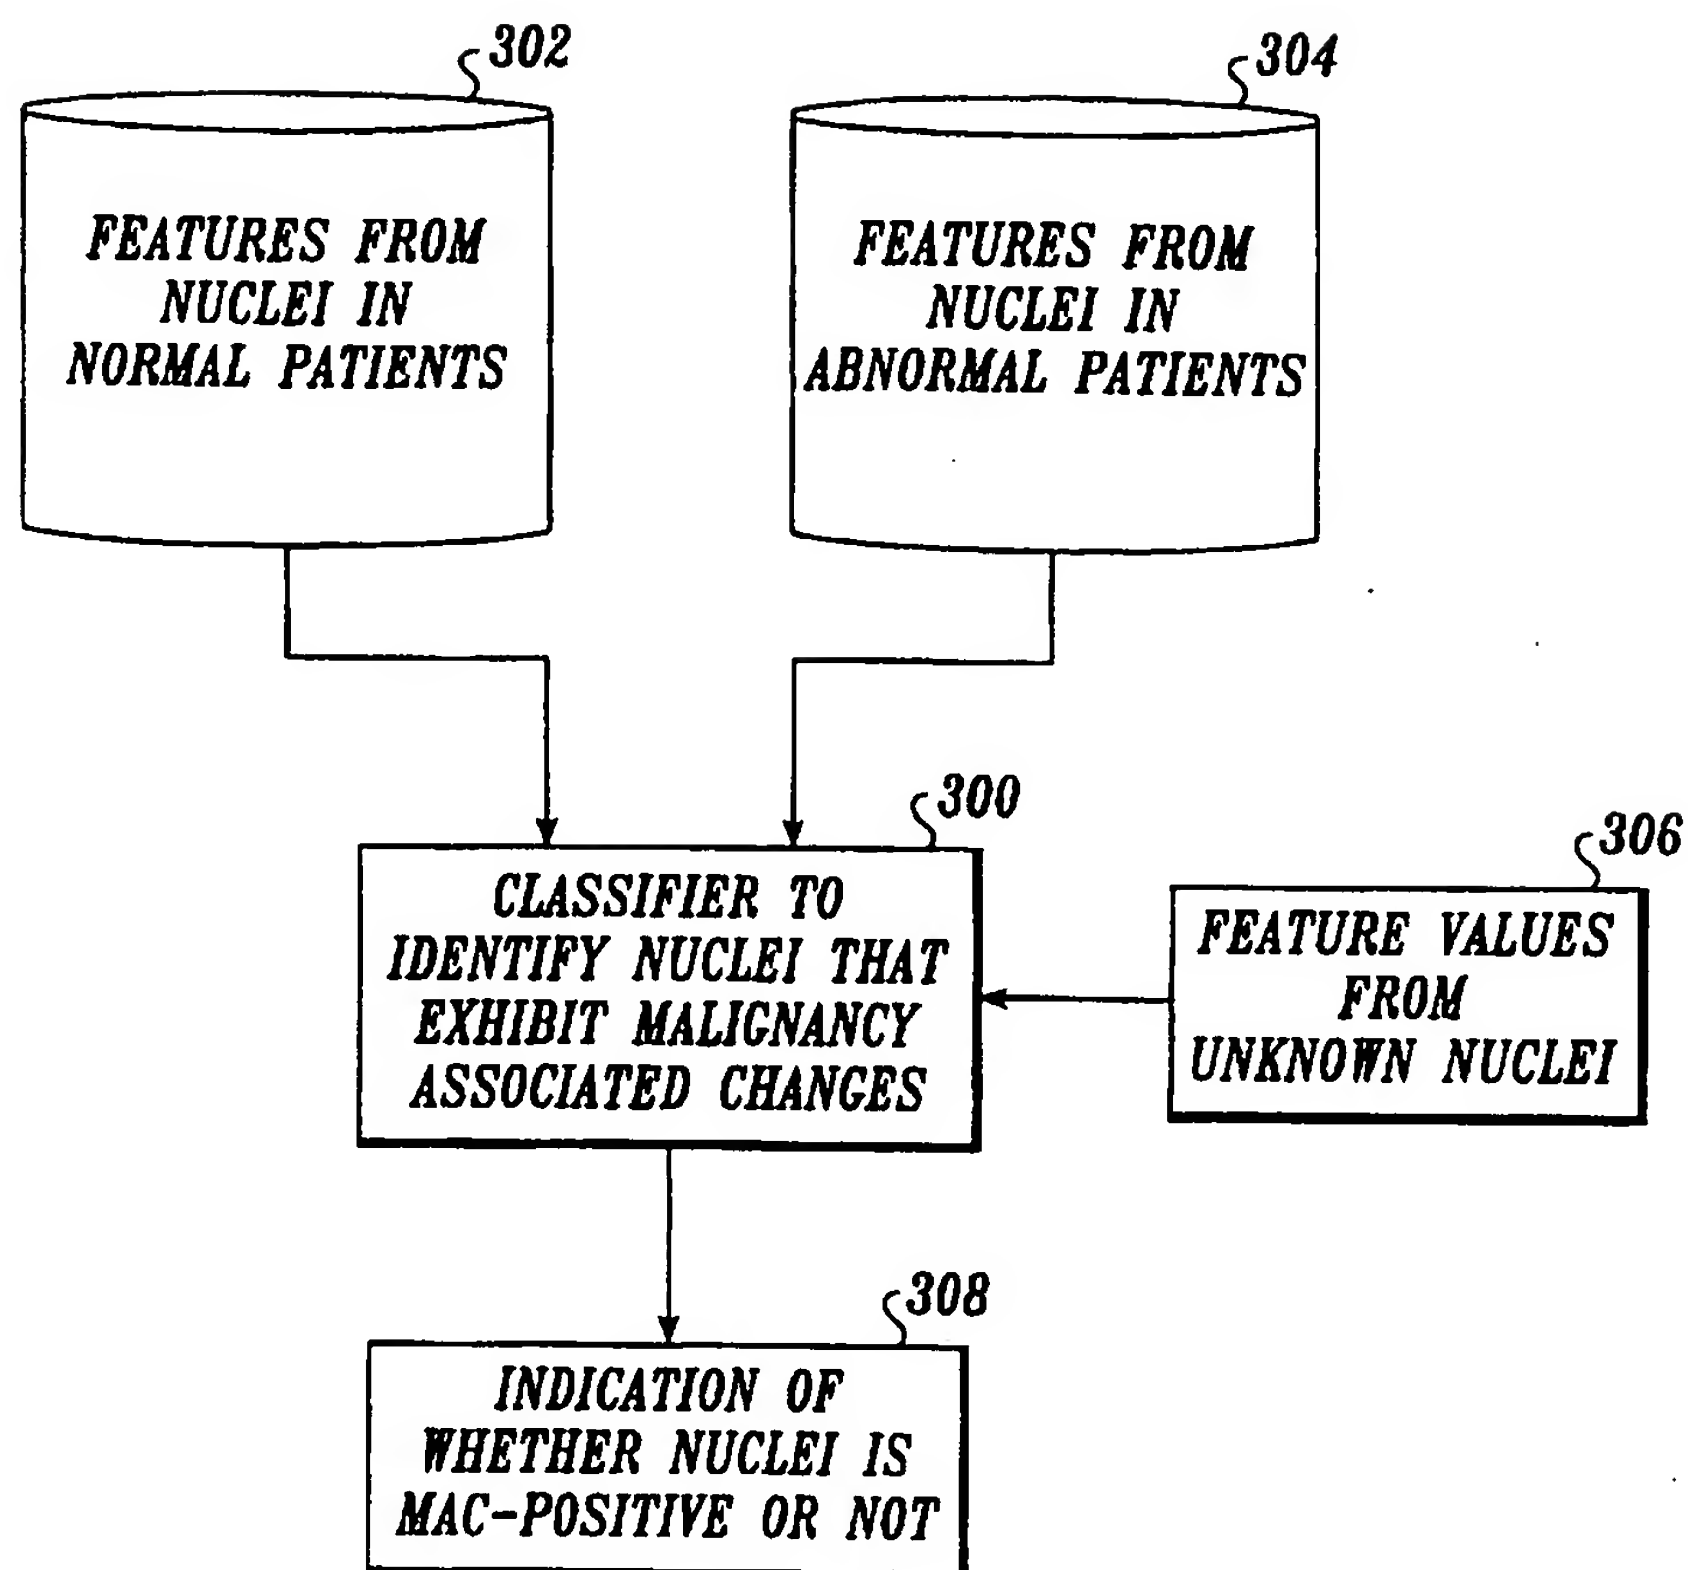 302
304
FEATURES FROM
NUCLEI IN
NORMAL PATIENTS
FEATURES FROM
NUCLEI IN
ABNORMAL PATIENTS
300
306
CLASSIFIER TO
IDENTIFY NUCLEI THAT
EXHIBIT MALIGNANCY
ASSOCIATED CHANGES
FEATURE VALUES
FROM
UNKNOWN NUCLEI
308
INDICATION OF
WHETHER NUCLEI IS
MAC-POSITIVE OR NOT